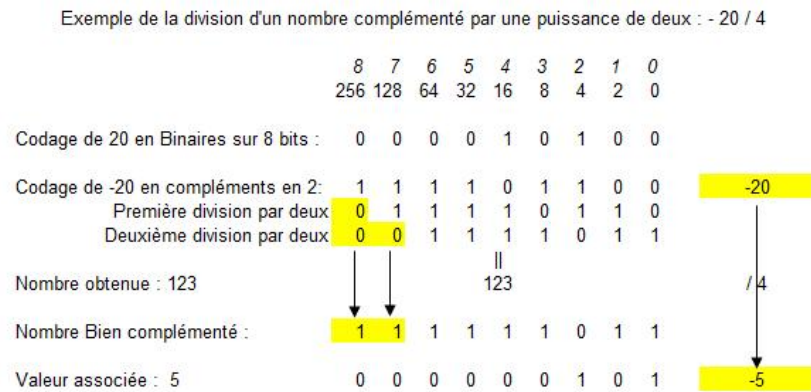 Exemple de la division d'un nombre complémenté par une puissance de deux : - 20 / 4
8 7 6 5 4 3 2 1 0
256 128 64 32 16 8 4 2 0
Codage de 20 en Binaires sur 8 bits : 0 0 0 0 1 0 1 0 0
Codage de -20 en compléments en 2: 1 1 1 1 0 1 1 0 0 -20
Première division par deux 0 1 1 1 1 0 1 1 0
Deuxième division par deux 0 0 1 1 1 1 0 1 1
||
Nombre obtenue : 123 123 / 4
Nombre Bien complémenté : 1 1 1 1 1 1 0 1 1
Valeur associée : 5 0 0 0 0 0 0 1 0 1 -5